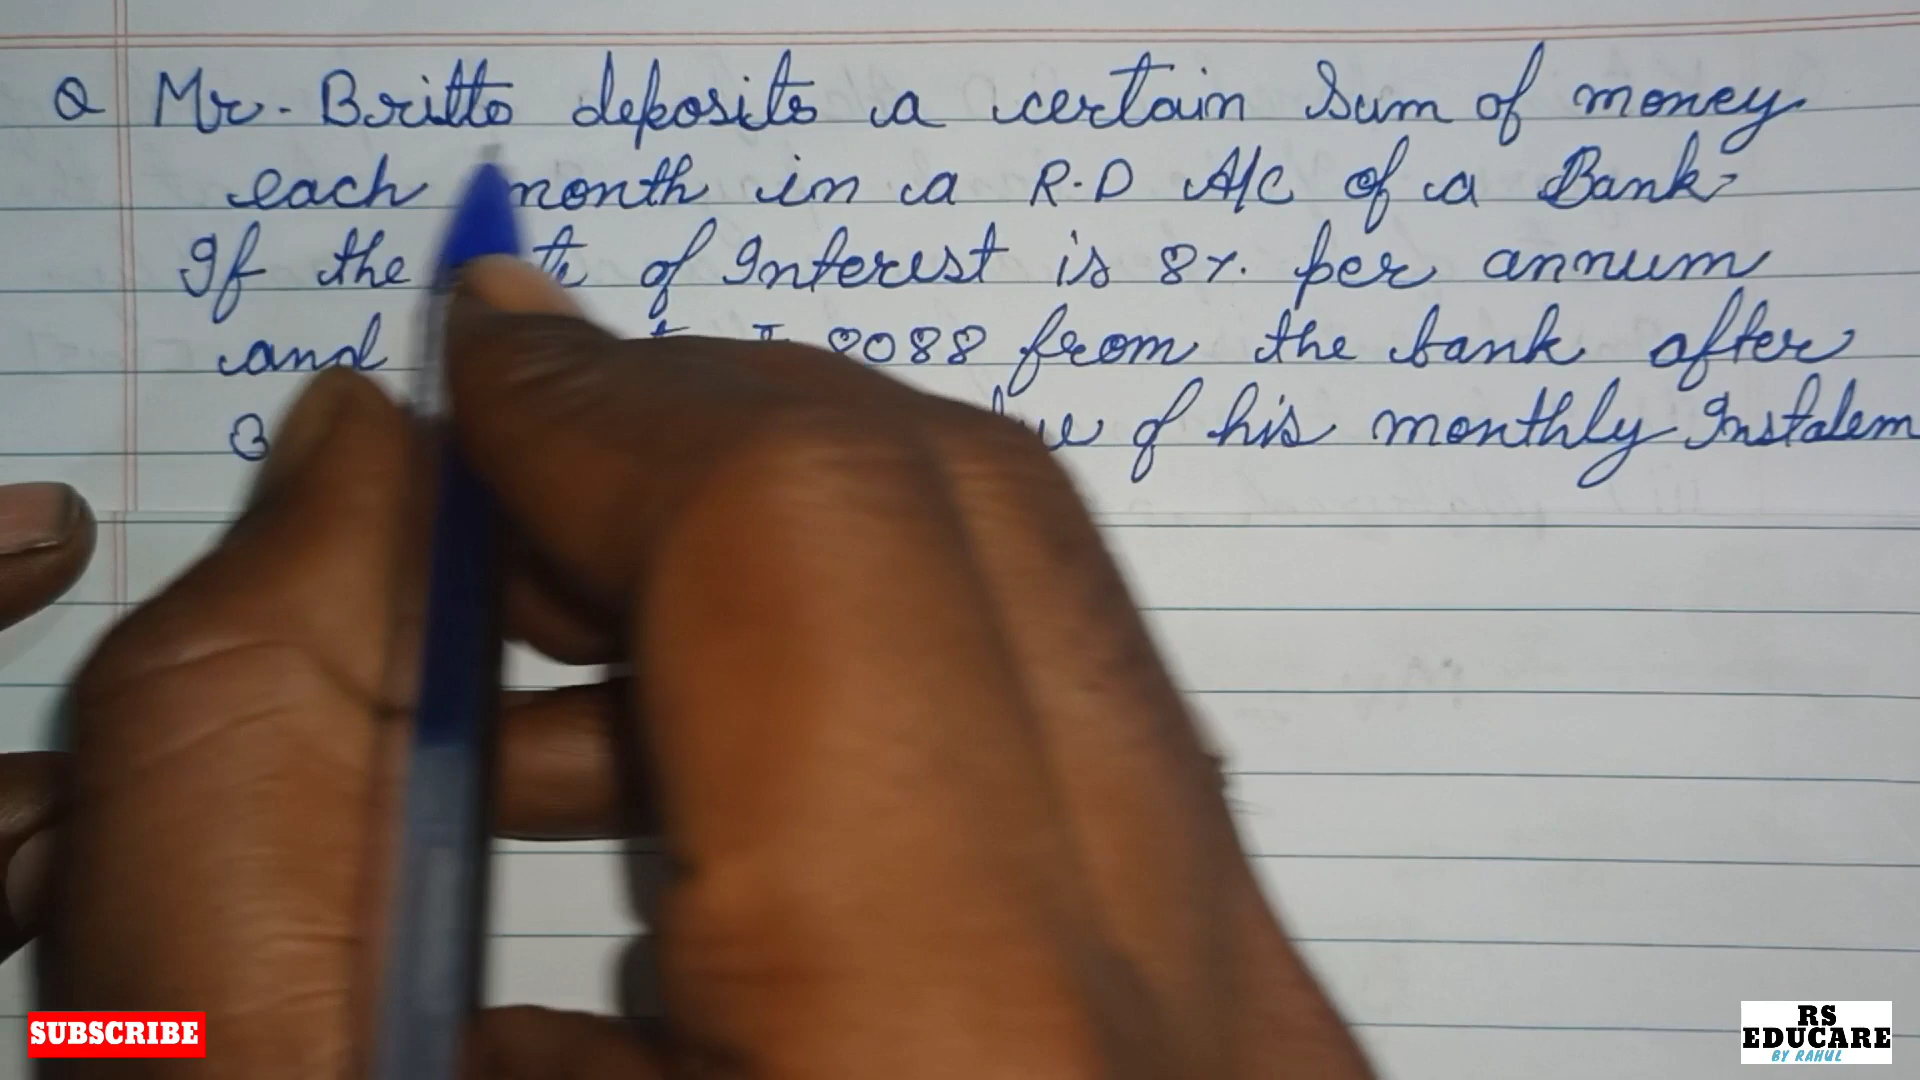 Q Mr. Britto deposits a certain Sum of money
each month in a R.D A/C of a Bank.
If the of Interest is 8%. per annum
and 8088 from the bank after
3 of his monthly Instalem
SUBSCRIBE
RS
EDUCARE
BY RAHUL